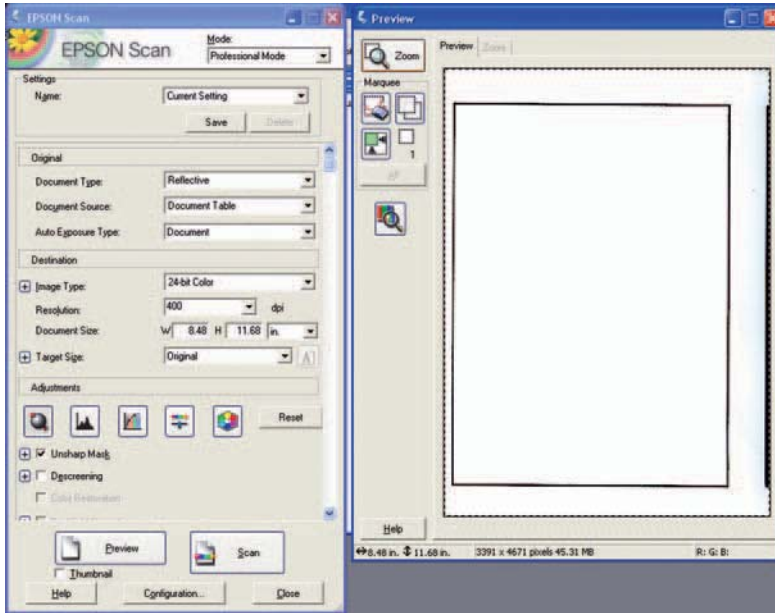 EPSON Scan
EPSON Scan
Mode:
Professional Mode
Settings
Name:
Current Setting
Save
Delete
Original
Document Type:
Reflective
Document Source:
Document Table
Auto Exposure Type:
Document
Destination
Image Type:
24-bit Color
Resolution:
400
dpi
Document Size:
W 8.48 H 11.68 in.
Target Size:
Original
Adjustments
Reset
Unsharp Mask
Descreening
Color Restoration
Preview
Scan
Thumbnail
Help
Configuration...
Close
Preview
Zoom
Preview
Zoom
Marquee
1
All
Help
8.48 in. 11.68 in.
3391 x 4671 pixels 45.31 MB
R: G: B: